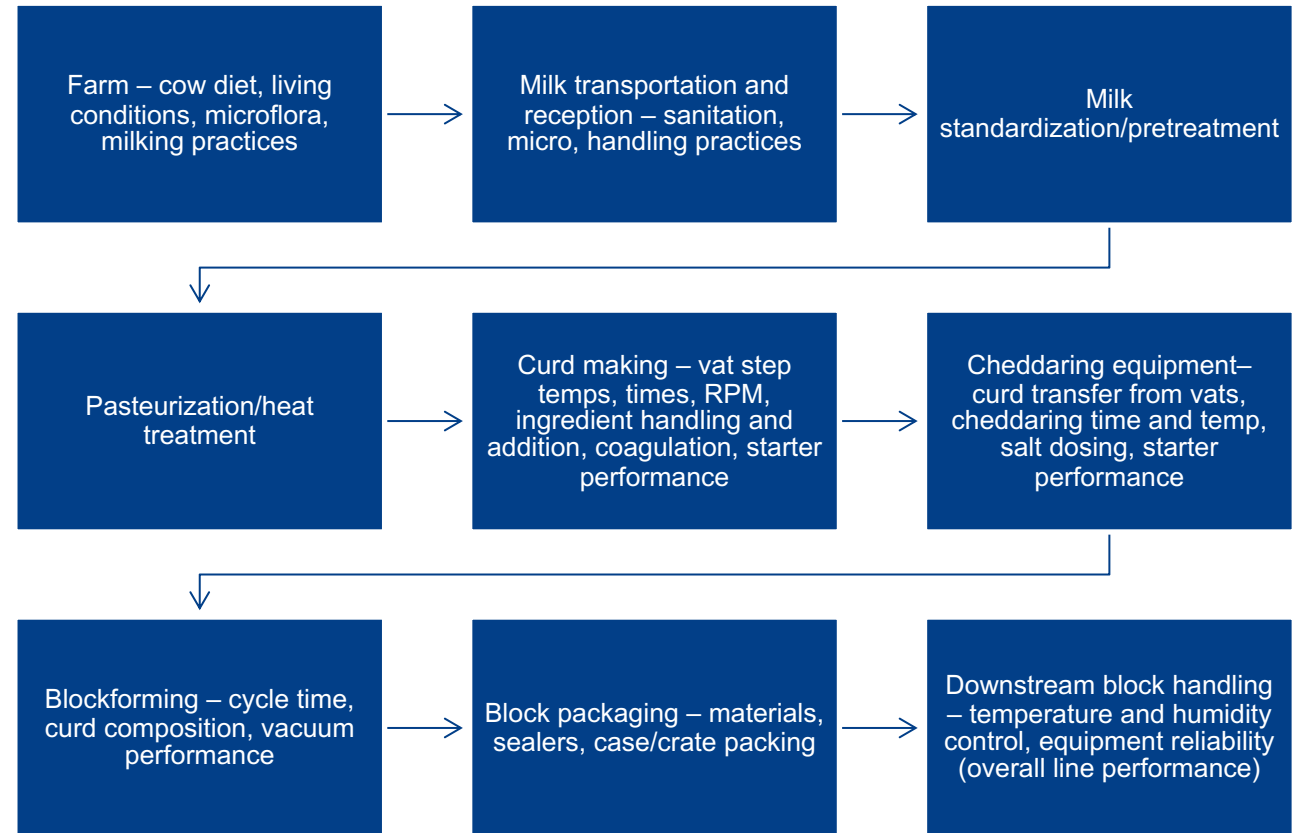 Farm – cow diet, living
conditions, microflora,
milking practices
Milk transportation and
reception – sanitation,
micro, handling practices
Milk
standardization/pretreatment
Pasteurization/heat
treatment
Curd making – vat step
temps, times, RPM,
ingredient handling and
addition, coagulation, starter
performance
Cheddaring equipment–
curd transfer from vats,
cheddaring time and temp,
salt dosing, starter
performance
Blockforming – cycle time,
curd composition, vacuum
performance
Block packaging – materials,
sealers, case/crate packing
Downstream block handling
– temperature and humidity
control, equipment reliability
(overall line performance)